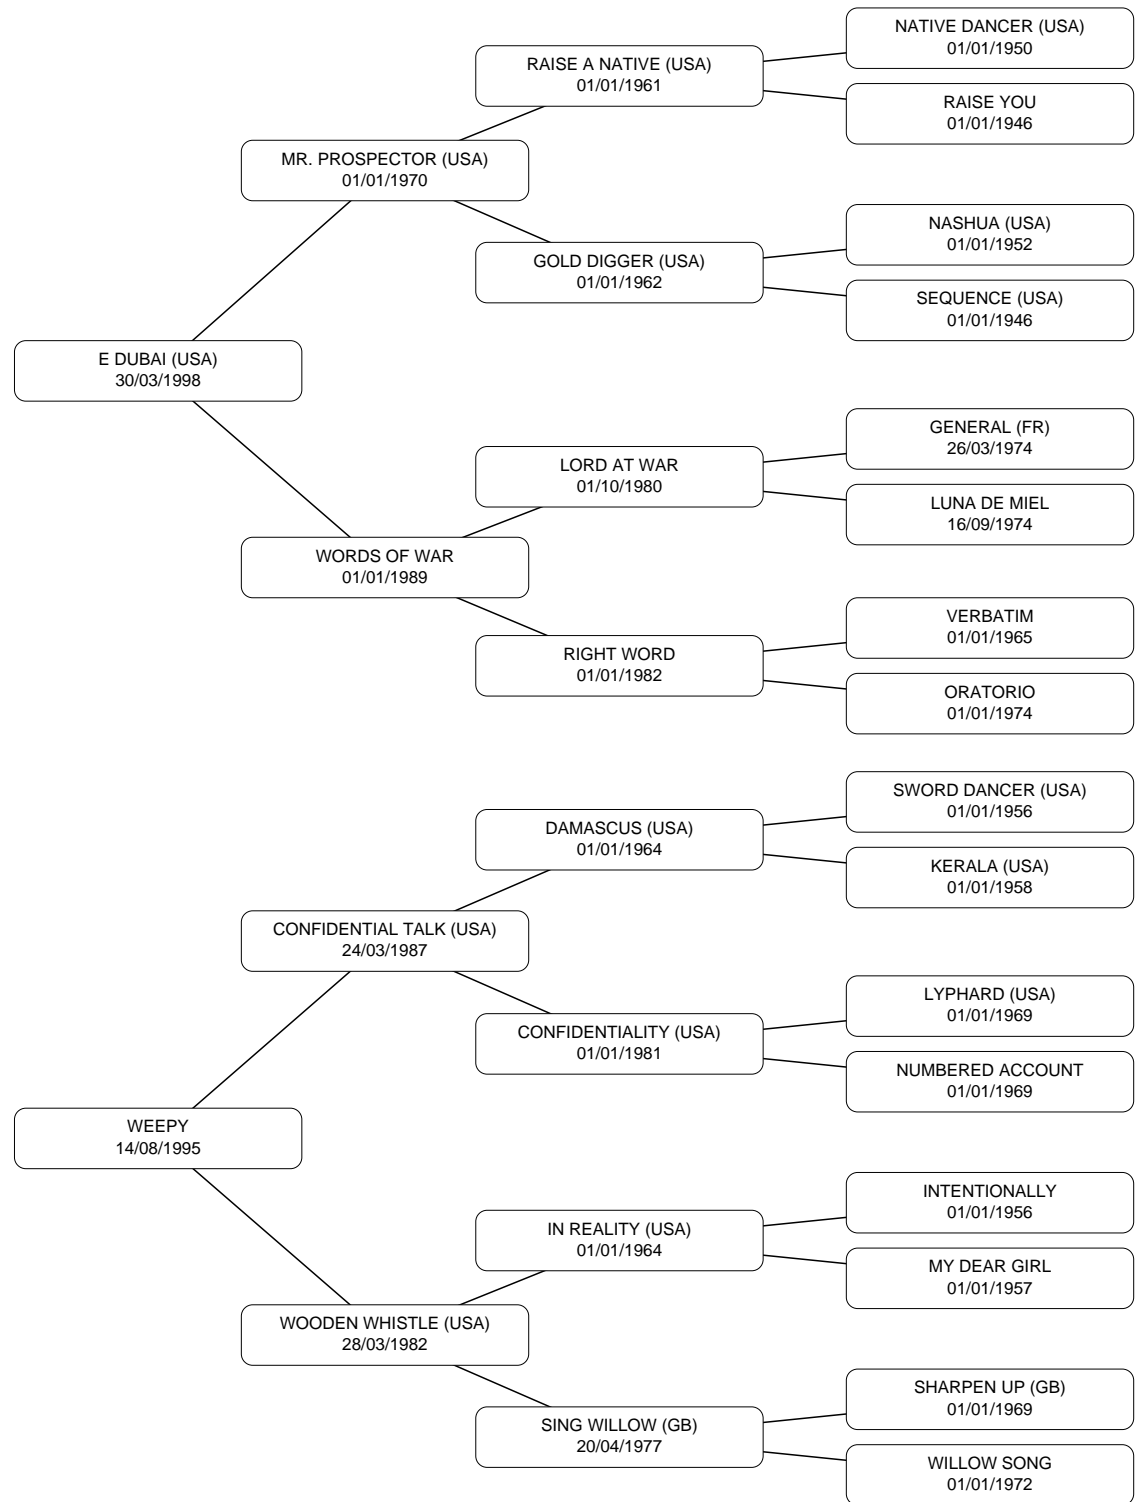 NATIVE DANCER (USA)
01/01/1950
RAISE A NATIVE (USA)
01/01/1961
RAISE YOU
01/01/1946
MR. PROSPECTOR (USA)
01/01/1970
NASHUA (USA)
01/01/1952
GOLD DIGGER (USA)
01/01/1962
SEQUENCE (USA)
01/01/1946
E DUBAI (USA)
30/03/1998
GENERAL (FR)
26/03/1974
LORD AT WAR
01/10/1980
LUNA DE MIEL
16/09/1974
WORDS OF WAR
01/01/1989
VERBATIM
01/01/1965
RIGHT WORD
01/01/1982
ORATORIO
01/01/1974
SWORD DANCER (USA)
01/01/1956
DAMASCUS (USA)
01/01/1964
KERALA (USA)
01/01/1958
CONFIDENTIAL TALK (USA)
24/03/1987
LYPHARD (USA)
01/01/1969
CONFIDENTIALITY (USA)
01/01/1981
NUMBERED ACCOUNT
01/01/1969
WEEPY
14/08/1995
INTENTIONALLY
01/01/1956
IN REALITY (USA)
01/01/1964
MY DEAR GIRL
01/01/1957
WOODEN WHISTLE (USA)
28/03/1982
SHARPEN UP (GB)
01/01/1969
SING WILLOW (GB)
20/04/1977
WILLOW SONG
01/01/1972